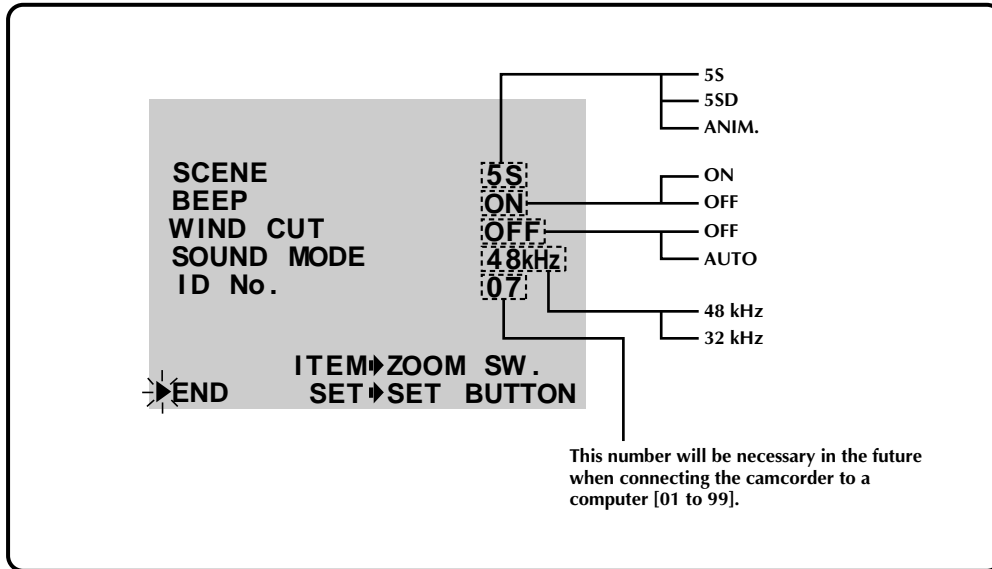 5S
5SD
ANIM.
SCENE 5S
BEEP ON
WIND CUT OFF
SOUND MODE 48kHz
ID No. 07
ON
OFF
OFF
AUTO
48 kHz
32 kHz
ITEM➧ZOOM SW.
▶END SET➧SET BUTTON
This number will be necessary in the future
when connecting the camcorder to a
computer [01 to 99].